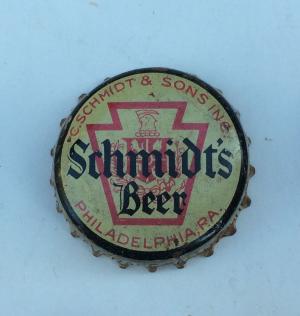 C. SCHMIDT & SONS INC.
Schmidt's
Beer
PHILADELPHIA, PA.